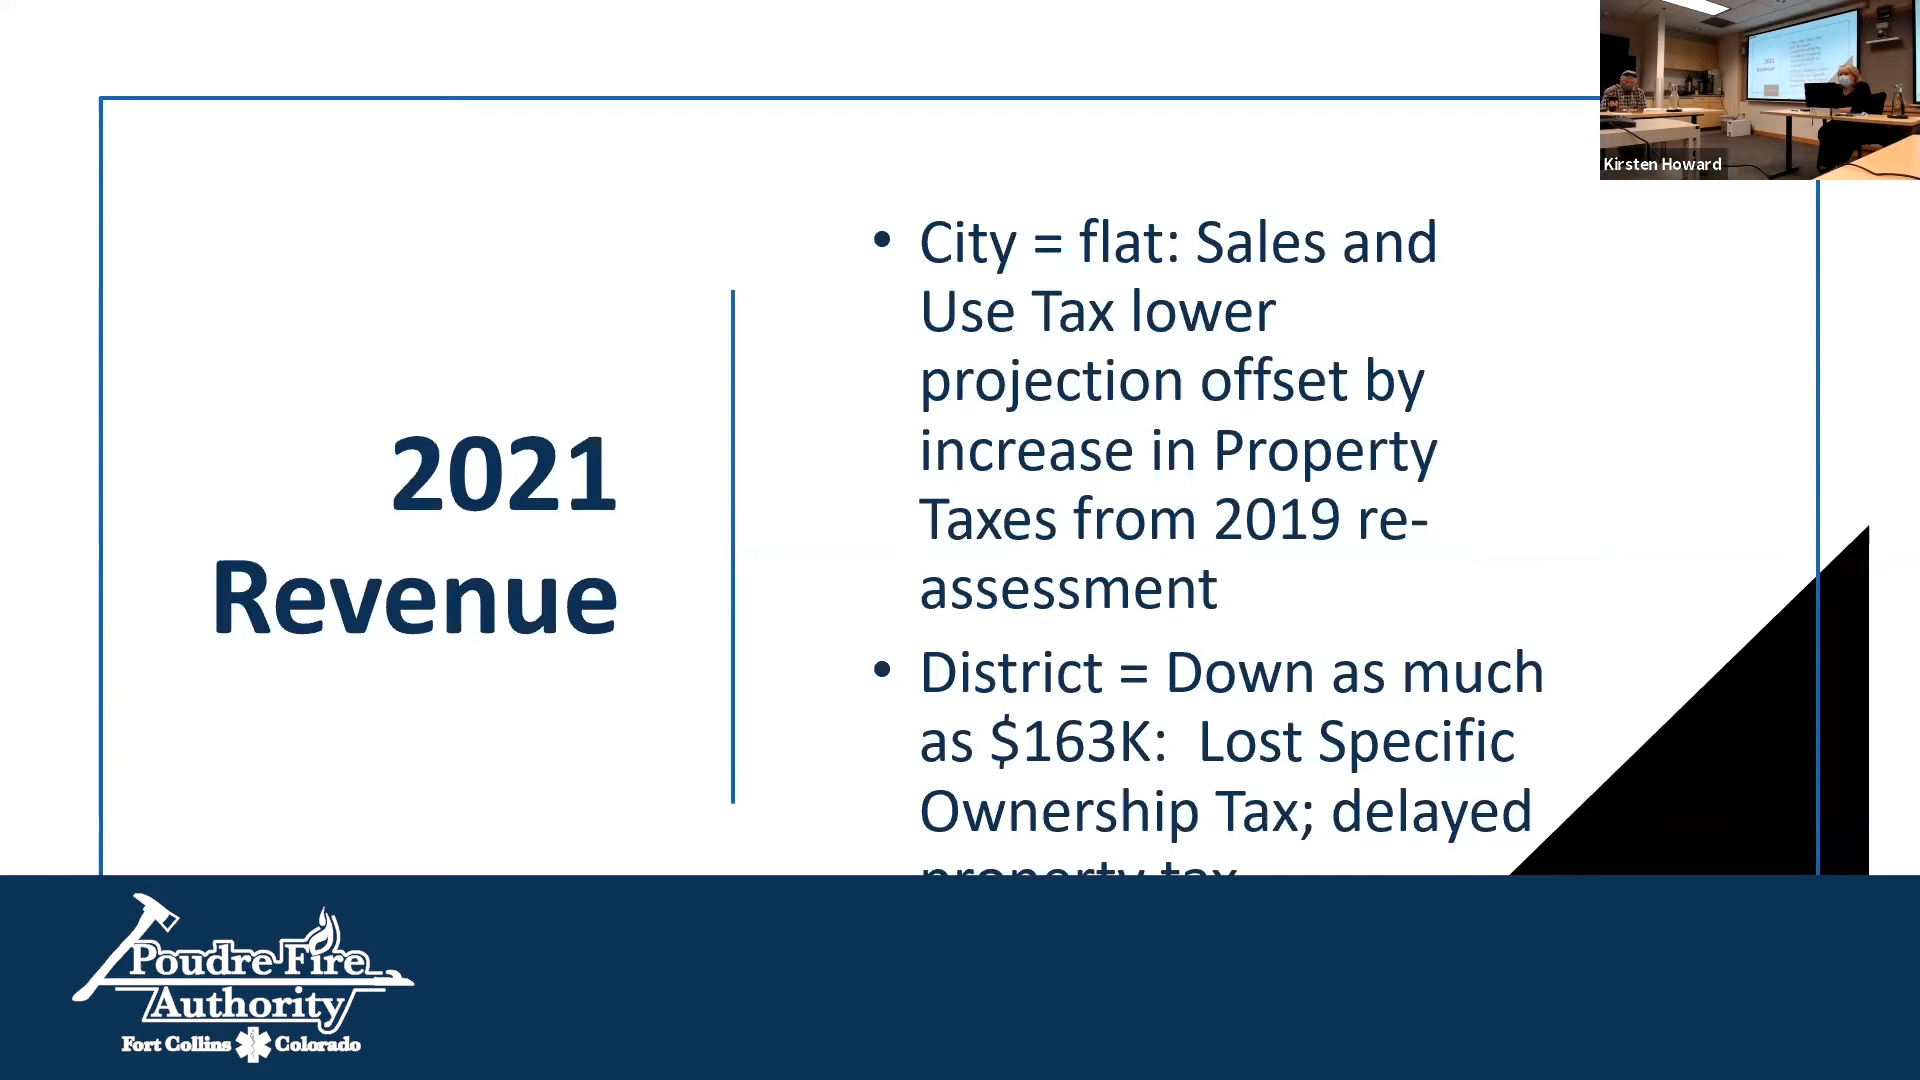 Kirsten Howard
2021
Revenue
• City = flat: Sales and
Use Tax lower
projection offset by
increase in Property
Taxes from 2019 re-
assessment
• District = Down as much
as $163K:  Lost Specific
Ownership Tax; delayed
property tax
Poudre Fire
Authority
Fort Collins Colorado